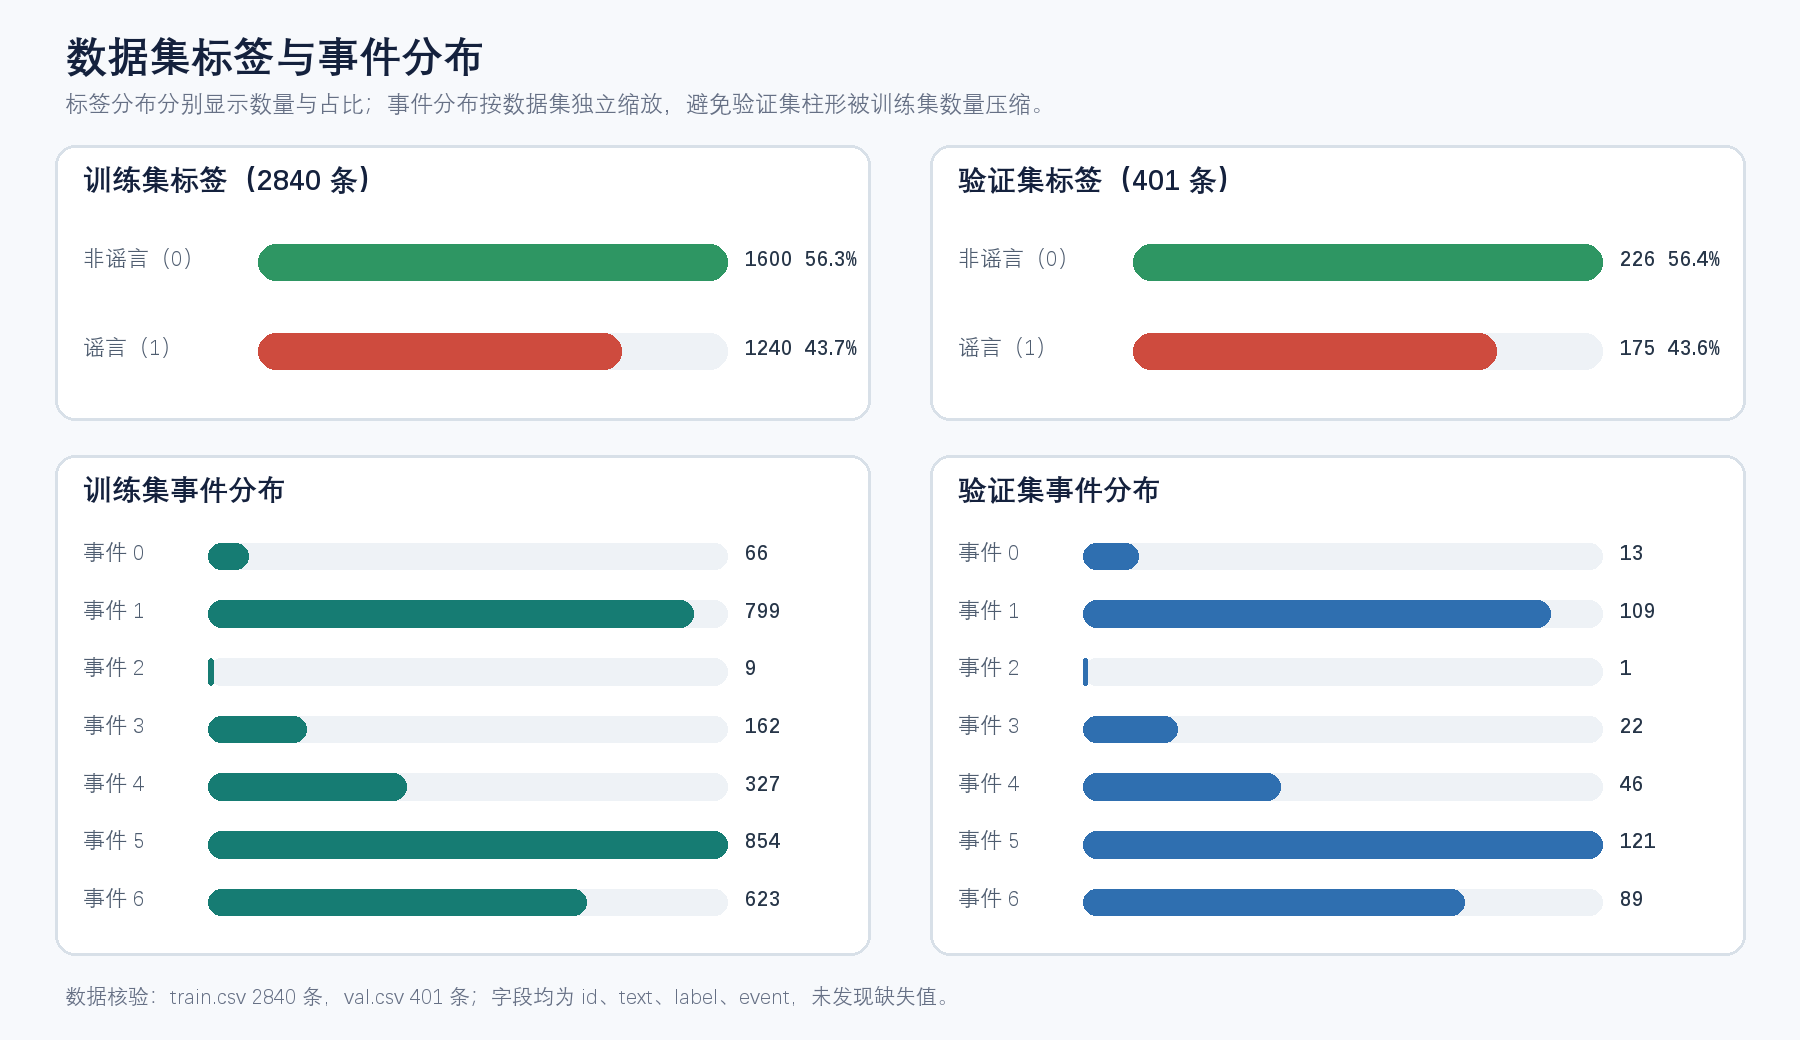 数据集标签与事件分布
标签分布分别显示数量与占比；事件分布按数据集独立缩放，避免验证集柱形被训练集数量压缩。
训练集标签（2840 条）
非谣言（0） 1600 56.3%
谣言（1） 1240 43.7%
验证集标签（401 条）
非谣言（0） 226 56.4%
谣言（1） 175 43.6%
训练集事件分布
事件 0 66
事件 1 799
事件 2 9
事件 3 162
事件 4 327
事件 5 854
事件 6 623
验证集事件分布
事件 0 13
事件 1 109
事件 2 1
事件 3 22
事件 4 46
事件 5 121
事件 6 89
数据核验：train.csv 2840 条，val.csv 401 条；字段均为 id、text、label、event，未发现缺失值。